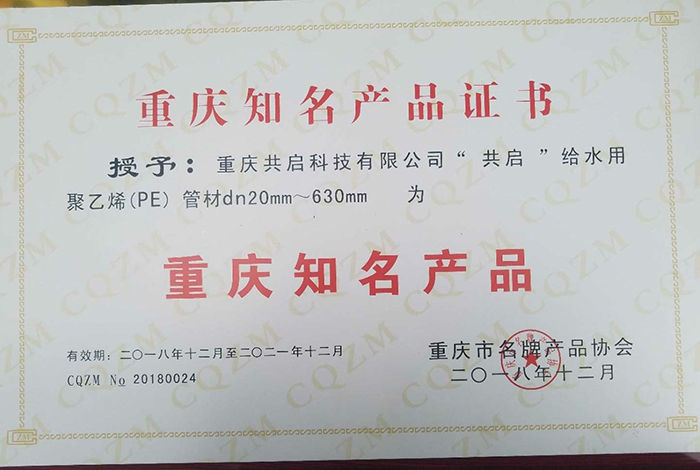 重庆知名产品证书
授予：重庆共启科技有限公司“共启”给水用
聚乙烯(PE) 管材dn20mm～630mm 为
重庆知名产品
有效期：二〇一八年十二月至二〇二一年十二月
CQZM No 20180024
重庆市名牌产品协会
二〇一八年十二月